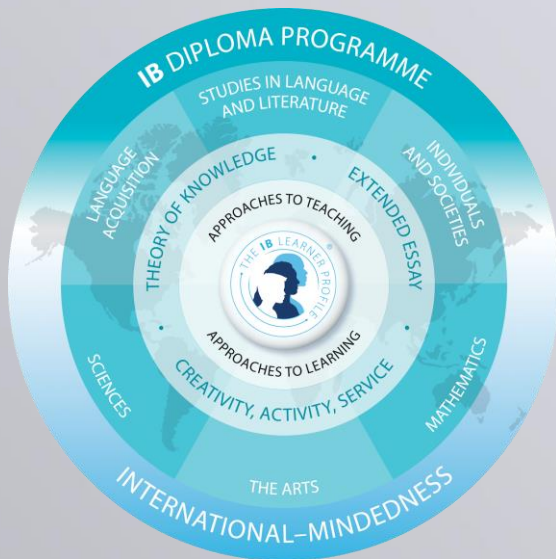 IB DIPLOMA PROGRAMME
STUDIES IN LANGUAGE
AND LITERATURE
LANGUAGE
ACQUISITION
INDIVIDUALS
AND SOCIETIES
THEORY OF KNOWLEDGE
EXTENDED ESSAY
APPROACHES TO TEACHING
THE IB LEARNER PROFILE
®
APPROACHES TO LEARNING
CREATIVITY, ACTIVITY, SERVICE
SCIENCES
MATHEMATICS
THE ARTS
INTERNATIONAL–MINDEDNESS